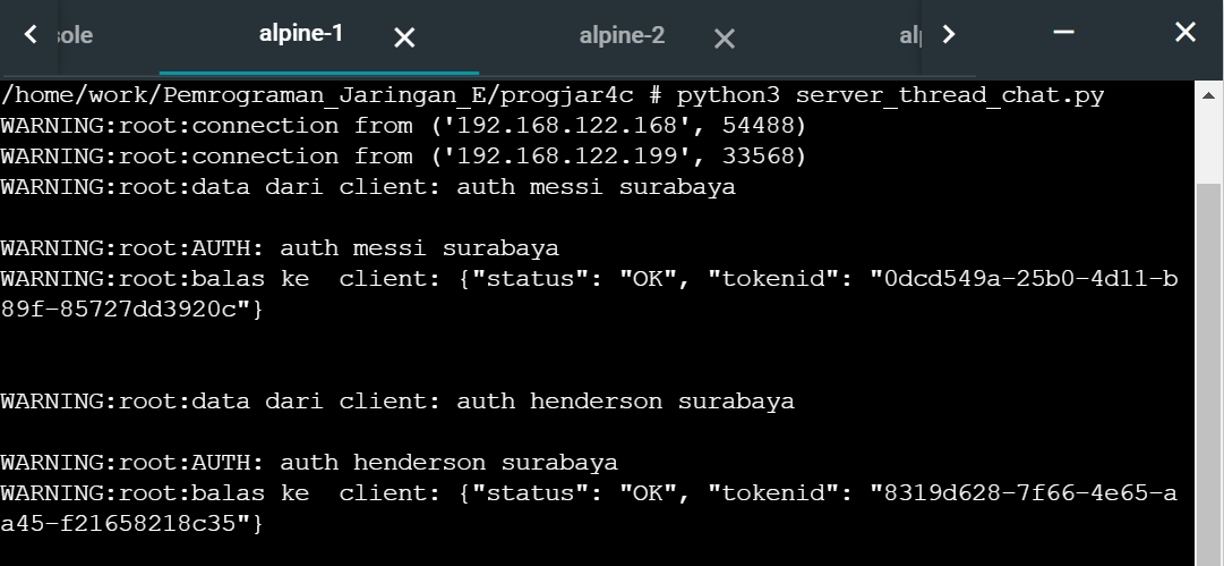 sole alpine-1 alpine-2 al
/home/work/Pemrograman_Jaringan_E/progjar4c # python3 server_thread_chat.py
WARNING:root:connection from ('192.168.122.168', 54488)
WARNING:root:connection from ('192.168.122.199', 33568)
WARNING:root:data dari client: auth messi surabaya
WARNING:root:AUTH: auth messi surabaya
WARNING:root:balas ke  client: {"status": "OK", "tokenid": "0dcd549a-25b0-4d11-b
89f-85727dd3920c"}
WARNING:root:data dari client: auth henderson surabaya
WARNING:root:AUTH: auth henderson surabaya
WARNING:root:balas ke  client: {"status": "OK", "tokenid": "8319d628-7f66-4e65-a
a45-f21658218c35"}